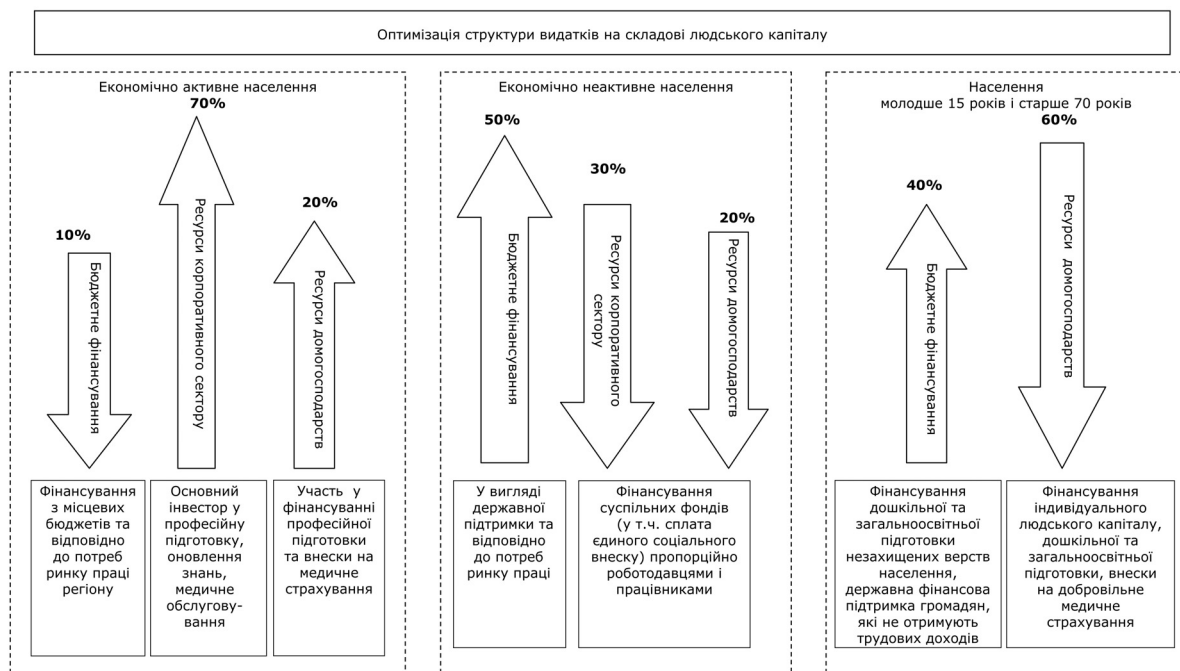 Оптимізація структури видатків на складові людського капіталу
Економічно активне населення
70%
20%
10%
Бюджетне фінансування
Ресурси корпоративного сектору
Ресурси домогосподарств
Фінансування
з місцевих
бюджетів та
відповідно
до потреб
ринку праці
регіону
Основний
інвестор у
професійну
підготовку,
оновлення
знань,
медичне
обслугову-
вання
Участь у
фінансуванні
професійної
підготовки
та внески на
медичне
страхування
Економічно неактивне населення
50%
30%
20%
Бюджетне фінансування
Ресурси корпоративного
сектору
Ресурси домогосподарств
У вигляді
державної
підтримки та
відповідно
до потреб
ринку праці
Фінансування
суспільних фондів
(у т.ч. сплата
єдиного соціального
внеску) пропорційно
роботодавцями і
працівниками
Населення
молодше 15 років і старше 70 років
60%
40%
Бюджетне фінансування
Ресурси домогосподарств
Фінансування
дошкільної та
загальноосвітньої
підготовки
незахищених верств
населення,
державна фінансова
підтримка громадян,
які не отримують
трудових доходів
Фінансування
індивідуального
людського капіталу,
дошкільної та
загальноосвітньої
підготовки, внески
на добровільне
медичне
страхування